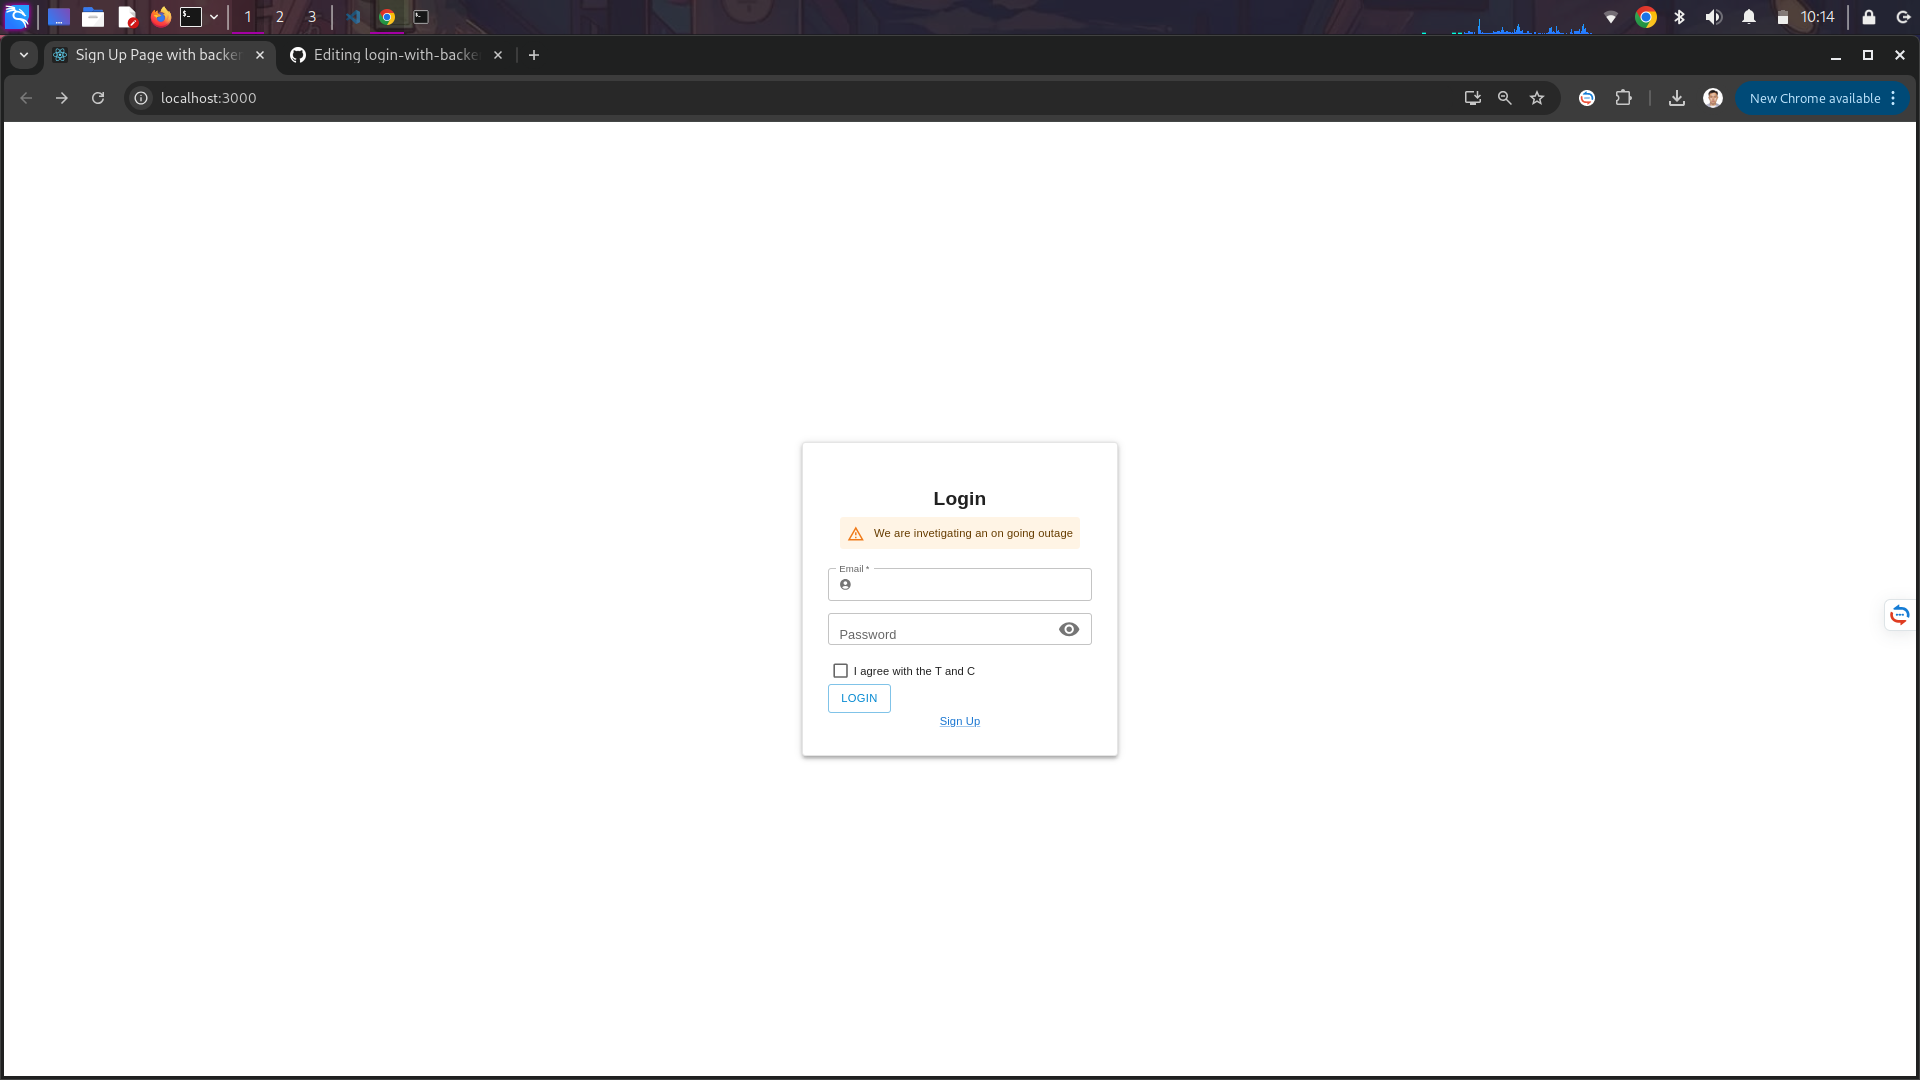 1 2 3 10:14
Sign Up Page with backen Editing login-with-backe
localhost:3000 New Chrome available
Login
We are invetigating an on going outage
Email *
Password
I agree with the T and C
LOGIN
Sign Up